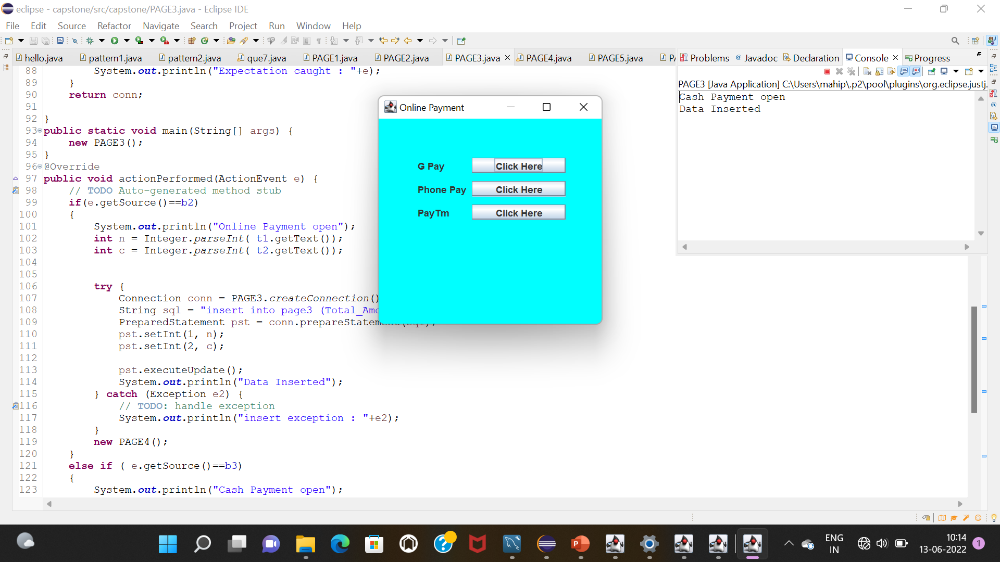 eclipse - capstone/src/capstone/PAGE3.java - Eclipse IDE
File Edit Source Refactor Navigate Search Project Run Window Help
hello.java pattern1.java pattern2.java que7.java PAGE1.java PAGE2.java PAGE3.java PAGE4.java PAGE5.java
Problems Javadoc Declaration Console Progress
PAGE3 [Java Application] C:\Users\mahip\.p2\pool\plugins\org.eclipse.justj.
Cash Payment open
Data Inserted
88 System.out.println("Expectation caught : "+e);
89 }
90 return conn;
91
92 }
93 public static void main(String[] args) {
94 new PAGE3();
95 }
96 @Override
97 public void actionPerformed(ActionEvent e) {
98 // TODO Auto-generated method stub
99 if(e.getSource()==b2)
100 {
101 System.out.println("Online Payment open");
102 int n = Integer.parseInt( t1.getText());
103 int c = Integer.parseInt( t2.getText());
104
105
106 try {
107 Connection conn = PAGE3.createConnection()
108 String sql = "insert into page3 (Total_Amo
109 PreparedStatement pst = conn.prepareStatement(sql);
110 pst.setInt(1, n);
111 pst.setInt(2, c);
112
113 pst.executeUpdate();
114 System.out.println("Data Inserted");
115 } catch (Exception e2) {
116 // TODO: handle exception
117 System.out.println("insert exception : "+e2);
118 }
119 new PAGE4();
120 }
121 else if ( e.getSource()==b3)
122 {
123 System.out.println("Cash Payment open");
Online Payment
G Pay Click Here
Phone Pay Click Here
PayTm Click Here
ENG
IN
10:14
13-06-2022
1